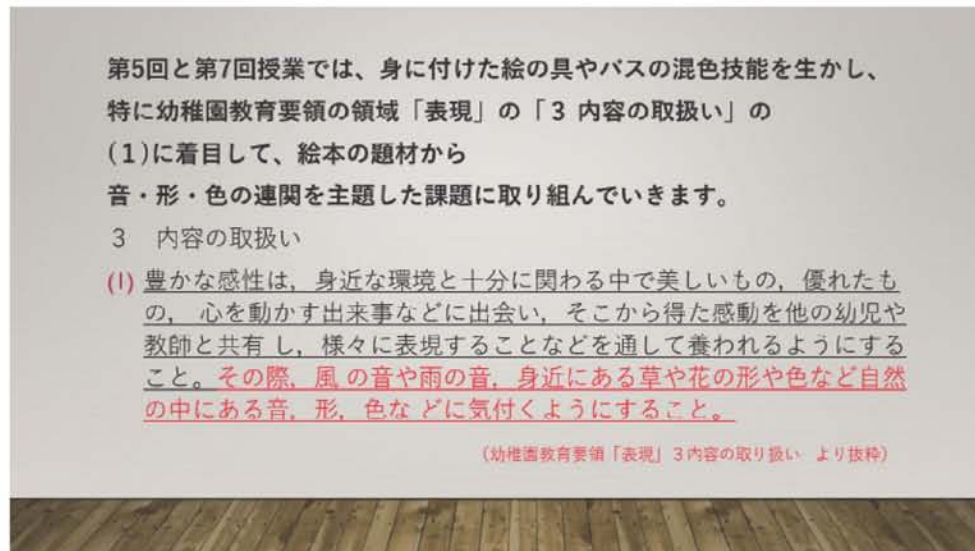 第5回と第7回授業では、身に付けた絵の具やパスの混色技能を生かし、
特に幼稚園教育要領の領域「表現」の「3 内容の取扱い」の
(1)に着目して、絵本の題材から
音・形・色の連関を主題した課題に取り組んでいきます。
3 内容の取扱い
(1) 豊かな感性は，身近な環境と十分に関わる中で美しいもの，優れたも
の， 心を動かす出来事などに出会い，そこから得た感動を他の幼児や
教師と共有 し，様々に表現することなどを通して養われるようにする
こと。その際，風 の音や雨の音，身近にある草や花の形や色など自然
の中にある音，形，色な どに気付くようにすること。
（幼稚園教育要領「表現」3内容の取り扱い より抜粋）